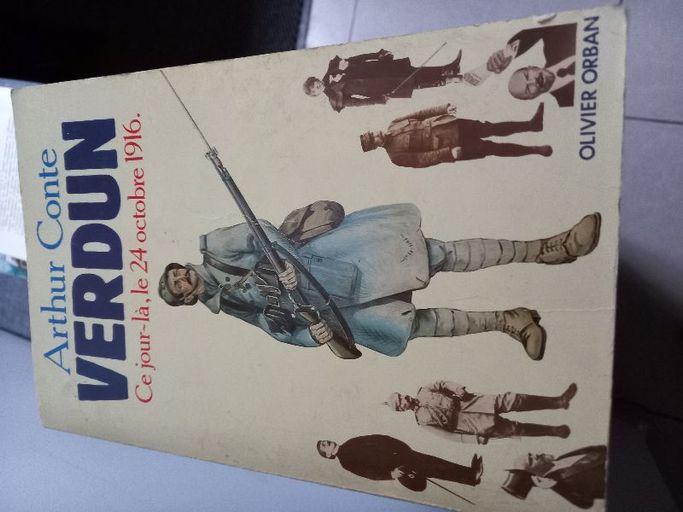 Arthur Conte
VERDUN
Ce jour-là, le 24 octobre 1916.
OLIVIER ORBAN